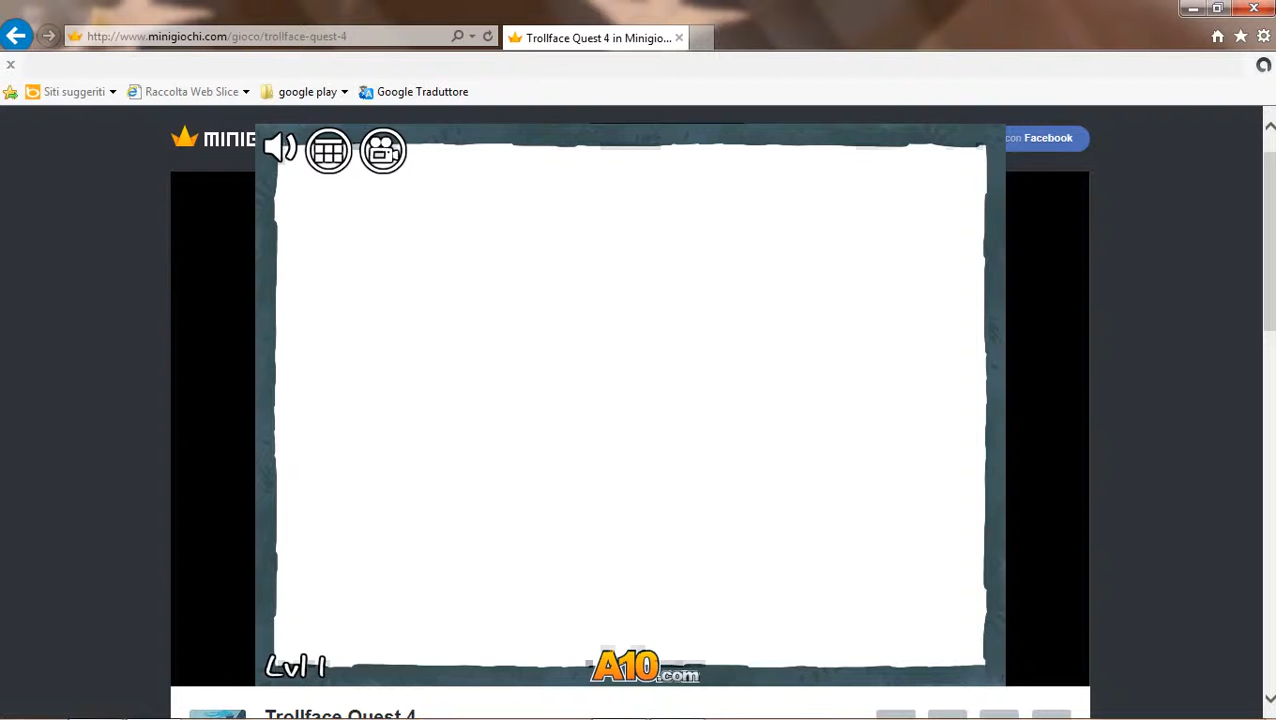 http://www.minigiochi.com/gioco/trollface-quest-4
Trollface Quest 4 in Minigio...
Siti suggeriti
Raccolta Web Slice
google play
Google Traduttore
MINIG
con Facebook
Lvl 1
A10.com
Trollface Quest 4